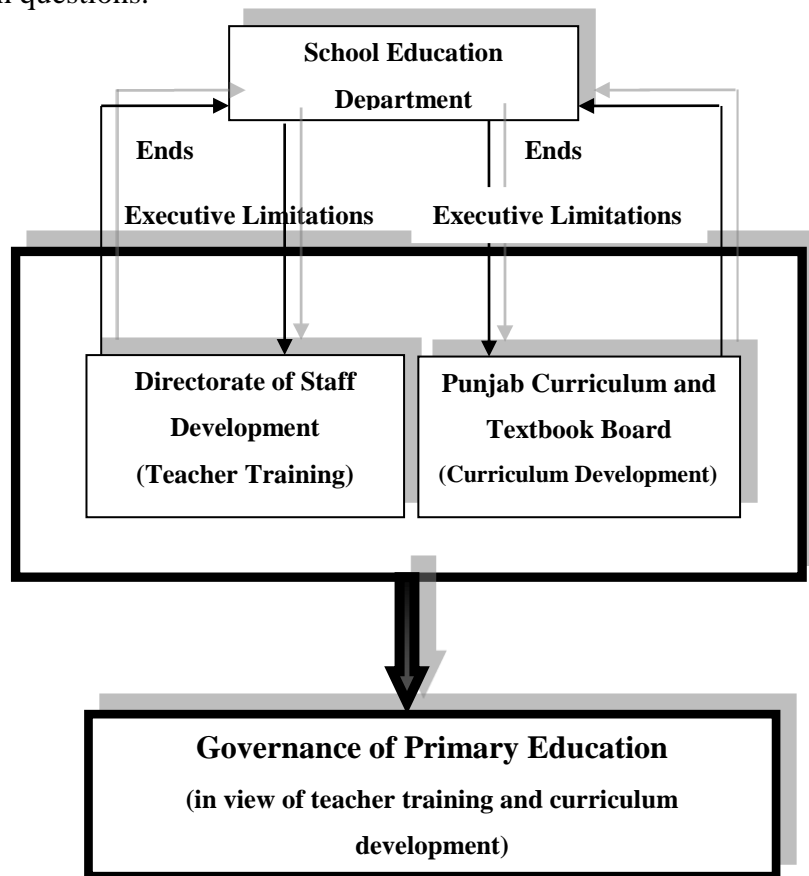 questions.
School Education
Department
Ends
Ends
Executive Limitations
Executive Limitations
Directorate of Staff
Development
(Teacher Training)
Punjab Curriculum and
Textbook Board
(Curriculum Development)
Governance of Primary Education
(in view of teacher training and curriculum
development)